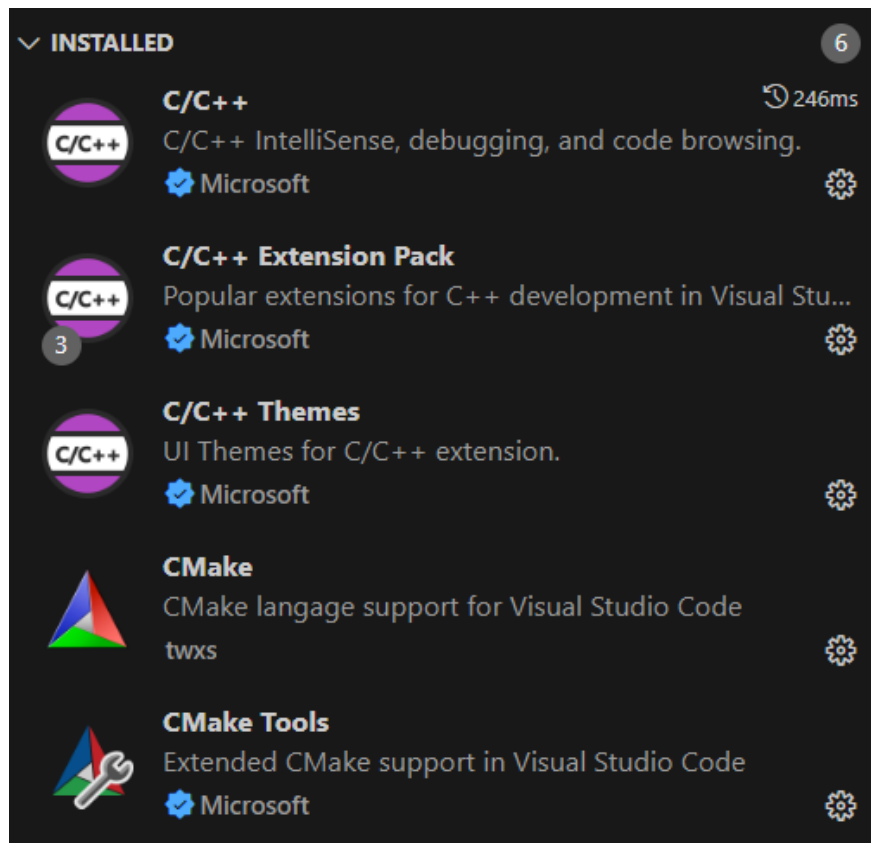 INSTALLED 6
C/C++ 246ms
C/C++ C/C++ IntelliSense, debugging, and code browsing.
Microsoft
C/C++ Extension Pack
C/C++ Popular extensions for C++ development in Visual Stu...
3 Microsoft
C/C++ Themes
C/C++ UI Themes for C/C++ extension.
Microsoft
CMake
CMake langage support for Visual Studio Code
twxs
CMake Tools
Extended CMake support in Visual Studio Code
Microsoft